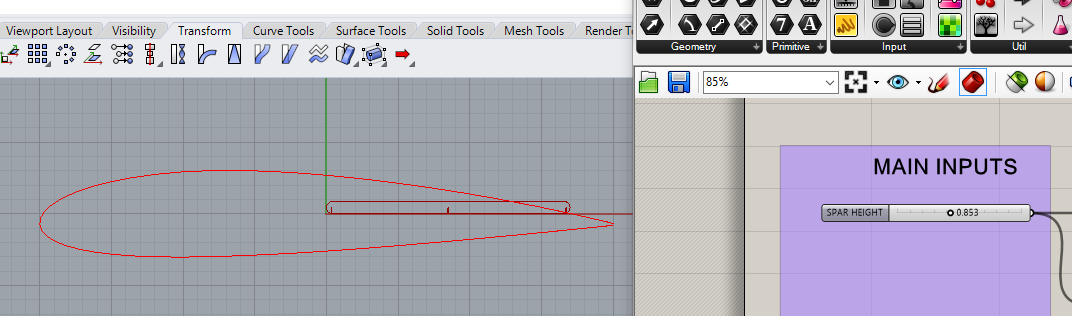 Viewport Layout Visibility Transform Curve Tools Surface Tools Solid Tools Mesh Tools Render T
Geometry Primitive Input Util
85%
MAIN INPUTS
SPAR HEIGHT 0.853